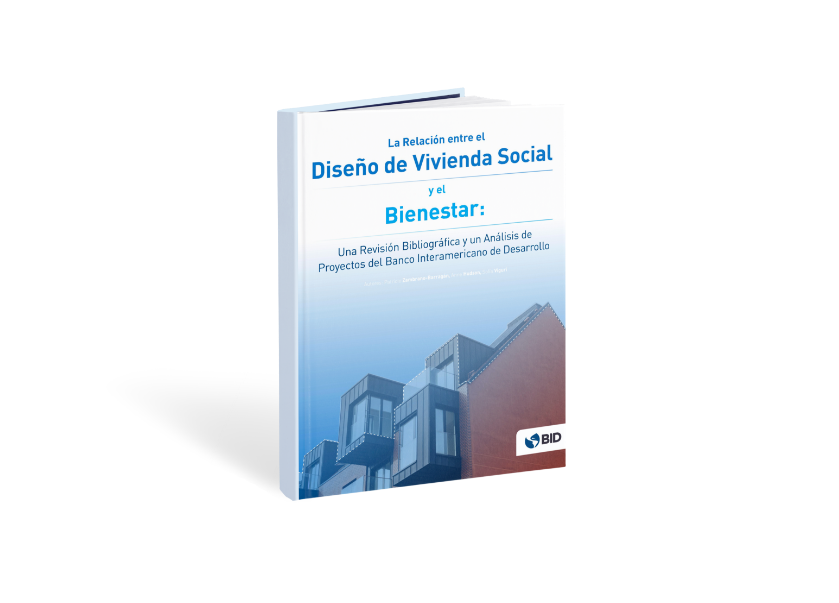 La Relación entre el
Diseño de Vivienda Social
y el
Bienestar:
Una Revisión Bibliográfica y un Análisis de
Proyectos del Banco Interamericano de Desarrollo
BID